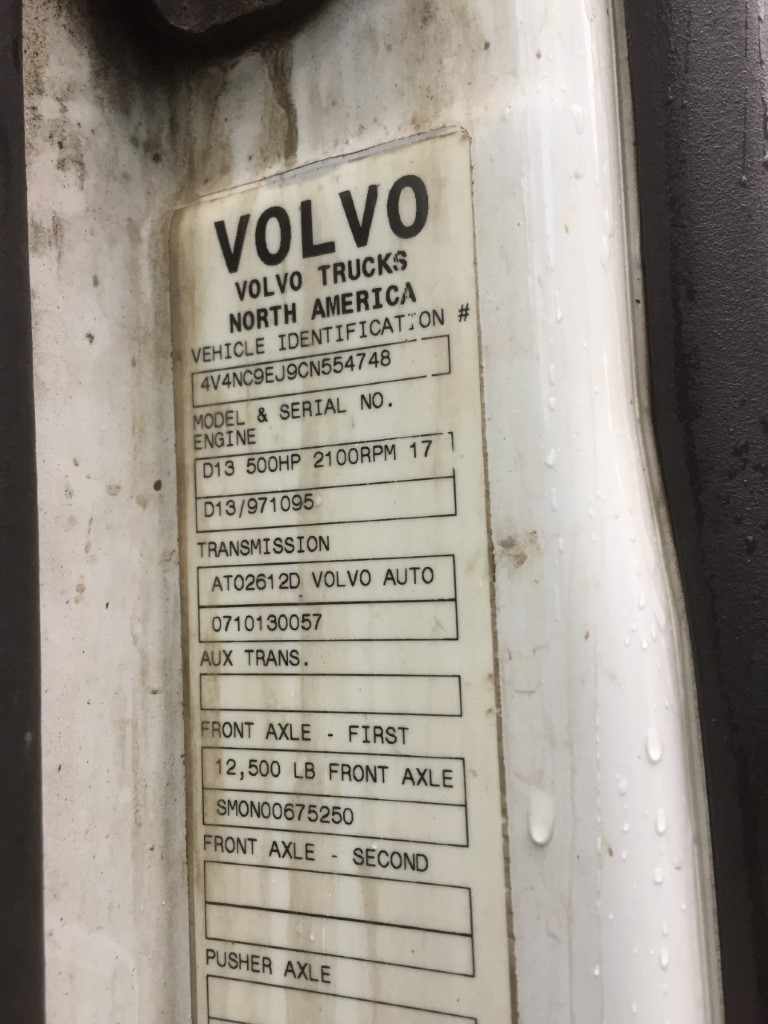 VOLVO
VOLVO TRUCKS
NORTH AMERICA
VEHICLE IDENTIFICATION #
4V4NC9EJ9CN554748
MODEL & SERIAL NO.
ENGINE
D13 500HP 2100RPM 17
D13/971095
TRANSMISSION
ATO2612D VOLVO AUTO
0710130057
AUX TRANS.
FRONT AXLE - FIRST
12,500 LB FRONT AXLE
SMON00675250
FRONT AXLE - SECOND
PUSHER AXLE